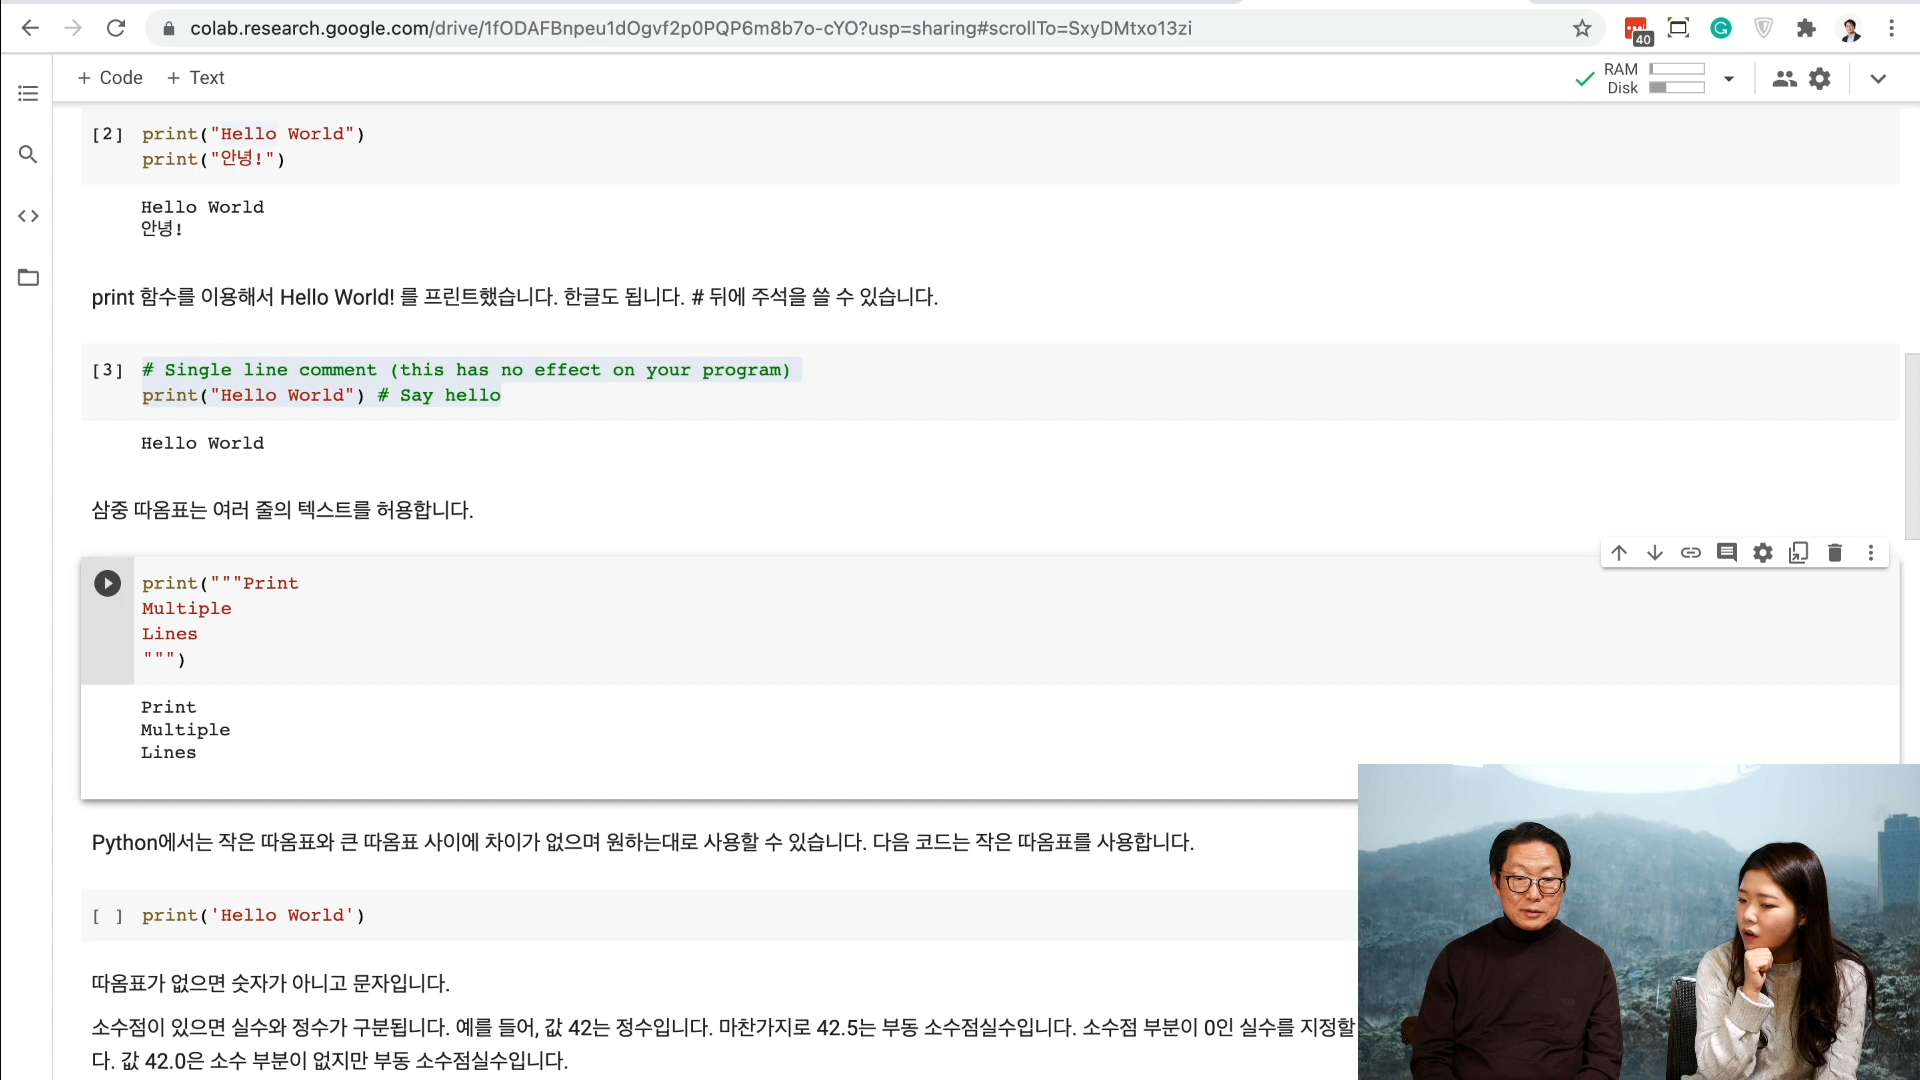 colab.research.google.com/drive/1fODAFBnpeu1dOgvf2p0PQP6m8b7o-cYO?usp=sharing#scrollTo=SxyDMtxo13zi
40
+ Code + Text
RAM
Disk
[2] print("Hello World")
print("안녕!")
Hello World
안녕!
print 함수를 이용해서 Hello World! 를 프린트했습니다. 한글도 됩니다. # 뒤에 주석을 쓸 수 있습니다.
[3] # Single line comment (this has no effect on your program)
print("Hello World") # Say hello
Hello World
삼중 따옴표는 여러 줄의 텍스트를 허용합니다.
print("""Print
Multiple
Lines
""")
Print
Multiple
Lines
Python에서는 작은 따옴표와 큰 따옴표 사이에 차이가 없으며 원하는대로 사용할 수 있습니다. 다음 코드는 작은 따옴표를 사용합니다.
[ ] print('Hello World')
따옴표가 없으면 숫자가 아니고 문자입니다.
소수점이 있으면 실수와 정수가 구분됩니다. 예를 들어, 값 42는 정수입니다. 마찬가지로 42.5는 부동 소수점실수입니다. 소수점 부분이 0인 실수를 지정할
다. 값 42.0은 소수 부분이 없지만 부동 소수점실수입니다.